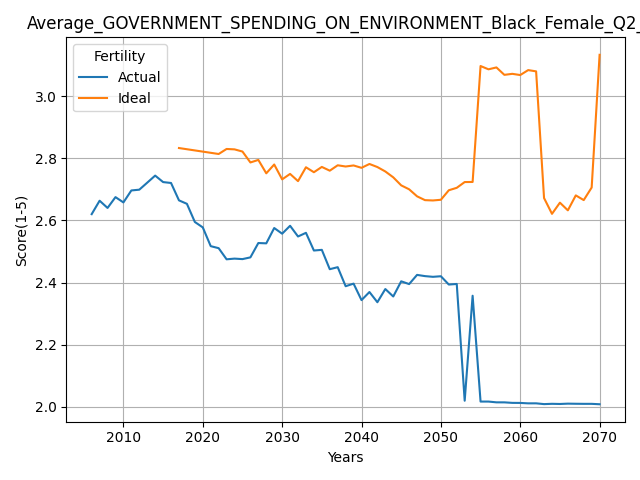 Average_GOVERNMENT_SPENDING_ON_ENVIRONMENT_Black_Female_Q2_
Fertility
Actual
Ideal
Score(1-5)
3.0
2.8
2.6
2.4
2.2
2.0
2010 2020 2030 2040 2050 2060 2070
Years